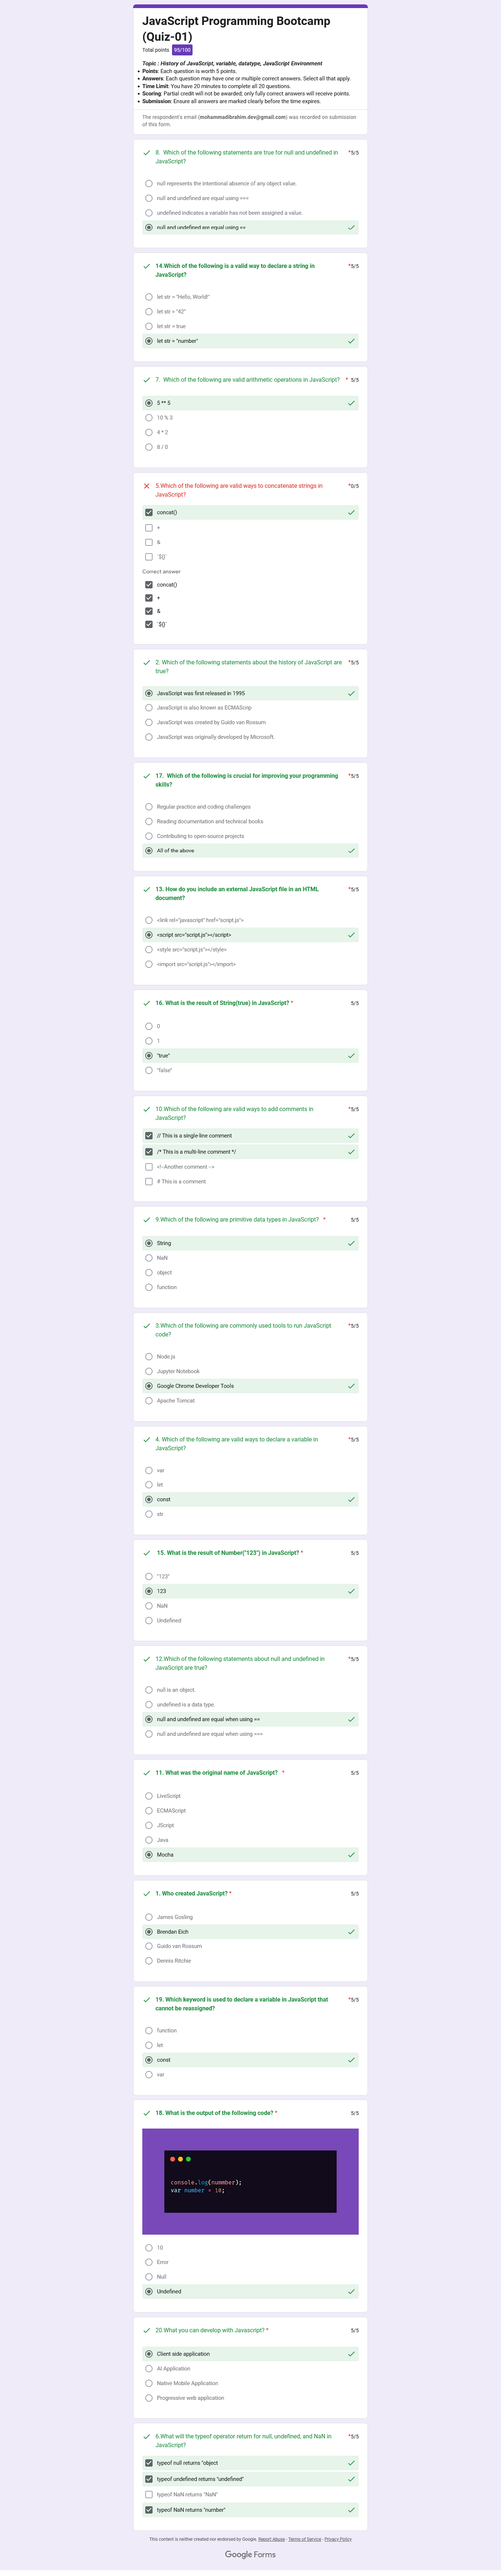 JavaScript Programming Bootcamp
(Quiz-01)
Total points 95/100
Topic : History of JavaScript, variable, datatype, JavaScript Environment
• Points: Each question is worth 5 points.
• Answers: Each question may have one or multiple correct answers. Select all that apply.
• Time Limit: You have 20 minutes to complete all 20 questions.
• Scoring: Partial credit will not be awarded; only fully correct answers will receive points.
• Submission: Ensure all answers are marked clearly before the time expires.
The respondent's email (mohammadibrahim.dev@gmail.com) was recorded on submission
of this form.
8. Which of the following statements are true for null and undefined in *5/5
JavaScript?
null represents the intentional absence of any object value.
null and undefined are equal using ===
undefined indicates a variable has not been assigned a value.
null and undefined are equal using ==
14.Which of the following is a valid way to declare a string in *5/5
JavaScript?
let str = "Hello, World!"
let str = "42"
let str = true
let str = "number"
7. Which of the following are valid arithmetic operations in JavaScript? * 5/5
5 ** 5
10 % 3
4 * 2
8 / 0
5.Which of the following are valid ways to concatenate strings in *0/5
JavaScript?
concat()
+
&
`${}`
Correct answer
concat()
+
&
`${}`
2. Which of the following statements about the history of JavaScript are *5/5
true?
JavaScript was first released in 1995
JavaScript is also known as ECMAScrip
JavaScript was created by Guido van Rossum
JavaScript was originally developed by Microsoft.
17. Which of the following is crucial for improving your programming *5/5
skills?
Regular practice and coding challenges
Reading documentation and technical books
Contributing to open-source projects
All of the above
13. How do you include an external JavaScript file in an HTML *5/5
document?
<link rel="javascript" href="script.js">
<script src="script.js"></script>
<style src="script.js"></style>
<import src="script.js"></import>
16. What is the result of String(true) in JavaScript? * 5/5
0
1
"true"
"false"
10.Which of the following are valid ways to add comments in *5/5
JavaScript?
// This is a single-line comment
/* This is a multi-line comment */
<!--Another comment -->
# This is a comment
9.Which of the following are primitive data types in JavaScript? * 5/5
String
NaN
object
function
3.Which of the following are commonly used tools to run JavaScript *5/5
code?
Node.js
Jupyter Notebook
Google Chrome Developer Tools
Apache Tomcat
4. Which of the following are valid ways to declare a variable in *5/5
JavaScript?
var
let
const
str
15. What is the result of Number("123") in JavaScript? * 5/5
"123"
123
NaN
Undefined
12.Which of the following statements about null and undefined in *5/5
JavaScript are true?
null is an object.
undefined is a data type.
null and undefined are equal when using ==
null and undefined are equal when using ===
11. What was the original name of JavaScript? * 5/5
LiveScript
ECMAScript
JScript
Java
Mocha
1. Who created JavaScript? * 5/5
James Gosling
Brendan Eich
Guido van Rossum
Dennis Ritchie
19. Which keyword is used to declare a variable in JavaScript that *5/5
cannot be reassigned?
function
let
const
var
18. What is the output of the following code? * 5/5
console.log(nummber);
var number = 10;
10
Error
Null
Undefined
20.What you can develop with Javascript? * 5/5
Client side application
AI Application
Native Mobile Application
Progressive web application
6.What will the typeof operator return for null, undefined, and NaN in *5/5
JavaScript?
typeof null returns "object
typeof undefined returns "undefined"
typeof NaN returns "NaN"
typeof NaN returns "number"
This content is neither created nor endorsed by Google. Report Abuse - Terms of Service - Privacy Policy
Google Forms